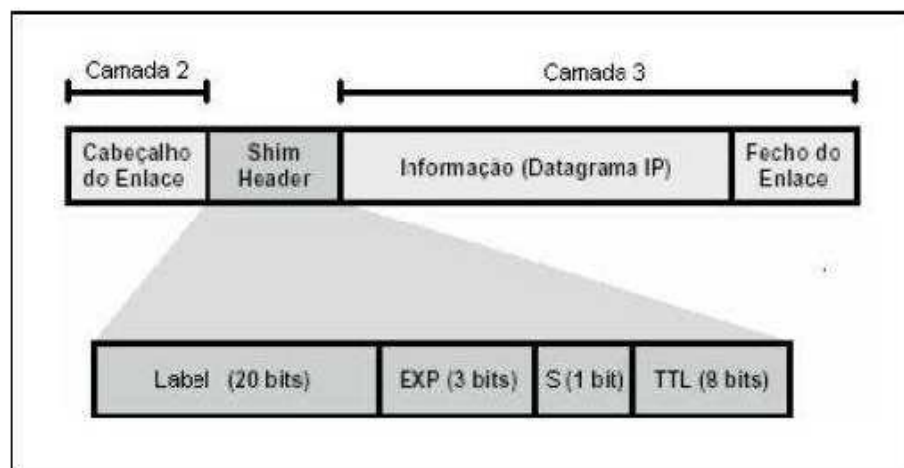 Camada 2
Camada 3
Cabeçalho do Enlace
Shim Header
Informação (Datagrama IP)
Fecho do Enlace
Label (20 bits)
EXP (3 bits)
S (1 bit)
TTL (8 bits)